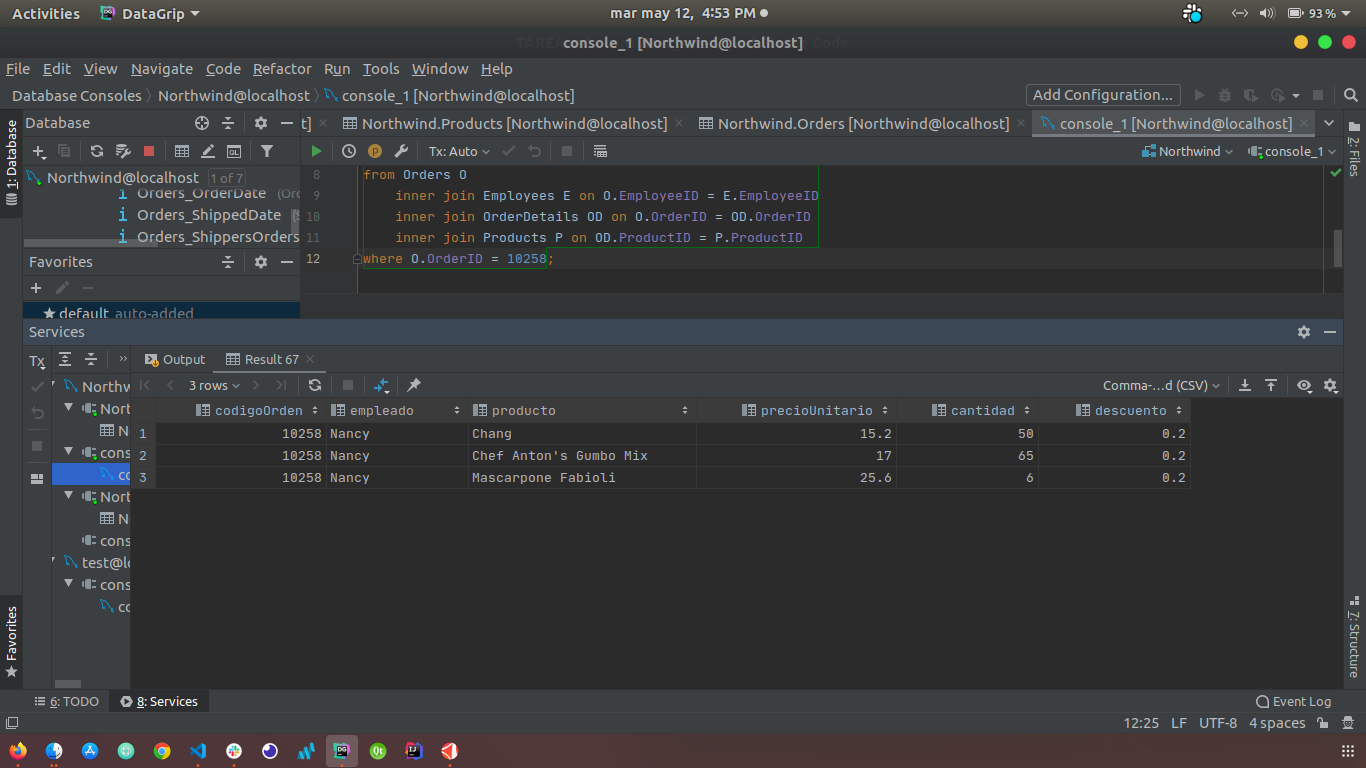 Activities DataGrip mar may 12, 4:53 PM 93 %
console_1 [Northwind@localhost]
File Edit View Navigate Code Refactor Run Tools Window Help
Database Consoles Northwind@localhost console_1 [Northwind@localhost] Add Configuration...
Database t] Northwind.Products [Northwind@localhost] Northwind.Orders [Northwind@localhost] console_1 [Northwind@localhost]
Tx: Auto Northwind console_1
1: Database
2: Files
Northwind@localhost 1 of 7
Orders_OrderDate (Ord
Orders_ShippedDate
Orders_ShippersOrders
8 from Orders O
9 inner join Employees E on O.EmployeeID = E.EmployeeID
10 inner join OrderDetails OD on O.OrderID = OD.OrderID
11 inner join Products P on OD.ProductID = P.ProductID
12 where O.OrderID = 10258;
Favorites
default auto-added
Services
Tx Output Result 67
3 rows Comma-...d (CSV)
Northw
Nort
N
cons
co
Nort
N
cons
test@lo
cons
co
codigoOrden empleado producto precioUnitario cantidad descuento
1 10258 Nancy Chang 15.2 50 0.2
2 10258 Nancy Chef Anton's Gumbo Mix 17 65 0.2
3 10258 Nancy Mascarpone Fabioli 25.6 6 0.2
Favorites
7: Structure
6: TODO 8: Services Event Log
12:25 LF UTF-8 4 spaces